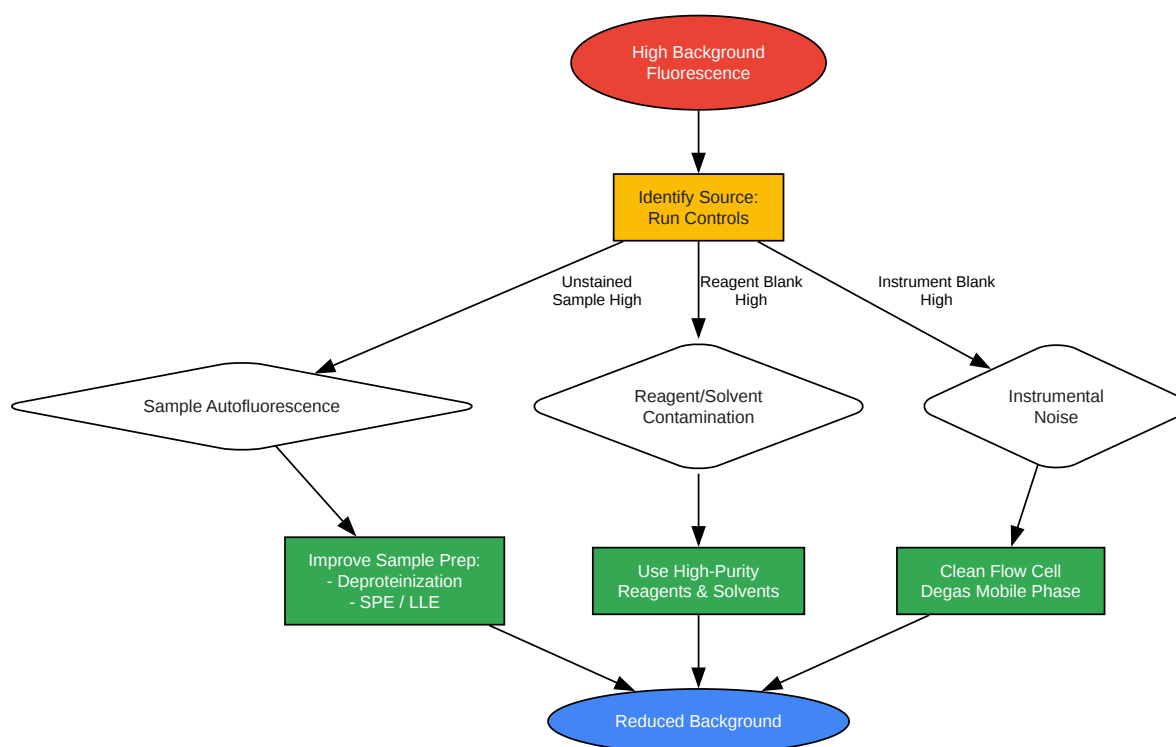 High Background
Fluorescence
Identify Source:
Run Controls
Unstained
Sample High
Reagent Blank
High
Instrument Blank
High
Sample Autofluorescence
Reagent/Solvent
Contamination
Instrumental
Noise
Improve Sample Prep:
- Deproteinization
- SPE / LLE
Use High-Purity
Reagents & Solvents
Clean Flow Cell
Degas Mobile Phase
Reduced Background